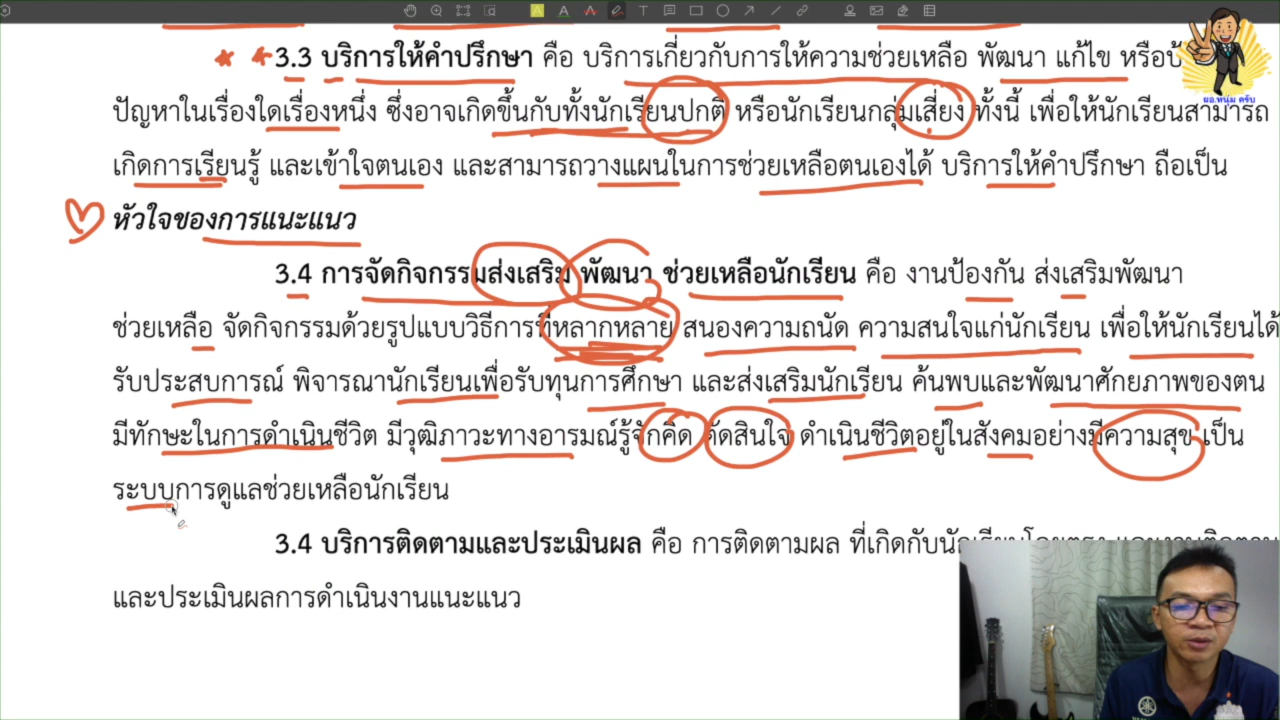 3.3 บริการให้คำปรึกษา คือ บริการเกี่ยวกับการให้ความช่วยเหลือ พัฒนา แก้ไข หรือ
ปัญหาในเรื่องใดเรื่องหนึ่ง ซึ่งอาจเกิดขึ้นกับทั้งนักเรียนปกติ หรือนักเรียนกลุ่มเสี่ยง ทั้งนี้ เพื่อให้นักเรียนสามารถ
เกิดการเรียนรู้ และเข้าใจตนเอง และสามารถวางแผนในการช่วยเหลือตนเองได้ บริการให้คำปรึกษา ถือเป็น
หัวใจของการแนะแนว
3.4 การจัดกิจกรรมส่งเสริม พัฒนา ช่วยเหลือนักเรียน คือ งานป้องกัน ส่งเสริมพัฒนา
ช่วยเหลือ จัดกิจกรรมด้วยรูปแบบวิธีการที่หลากหลาย สนองความถนัด ความสนใจแก่นักเรียน เพื่อให้นักเรียนได้
รับประสบการณ์ พิจารณานักเรียนเพื่อรับทุนการศึกษา และส่งเสริมนักเรียน ค้นพบและพัฒนาศักยภาพของตน
มีทักษะในการดำเนินชีวิต มีวุฒิภาวะทางอารมณ์รู้จักคิด ตัดสินใจ ดำเนินชีวิตอยู่ในสังคมอย่างมีความสุข เป็น
ระบบการดูแลช่วยเหลือนักเรียน
3.4 บริการติดตามและประเมินผล คือ การติดตามผล ที่เกิดกับนักเรียนโดยตรง และงานติดตาม
และประเมินผลการดำเนินงานแนะแนว
ผอ.หนุ่ม ครับ